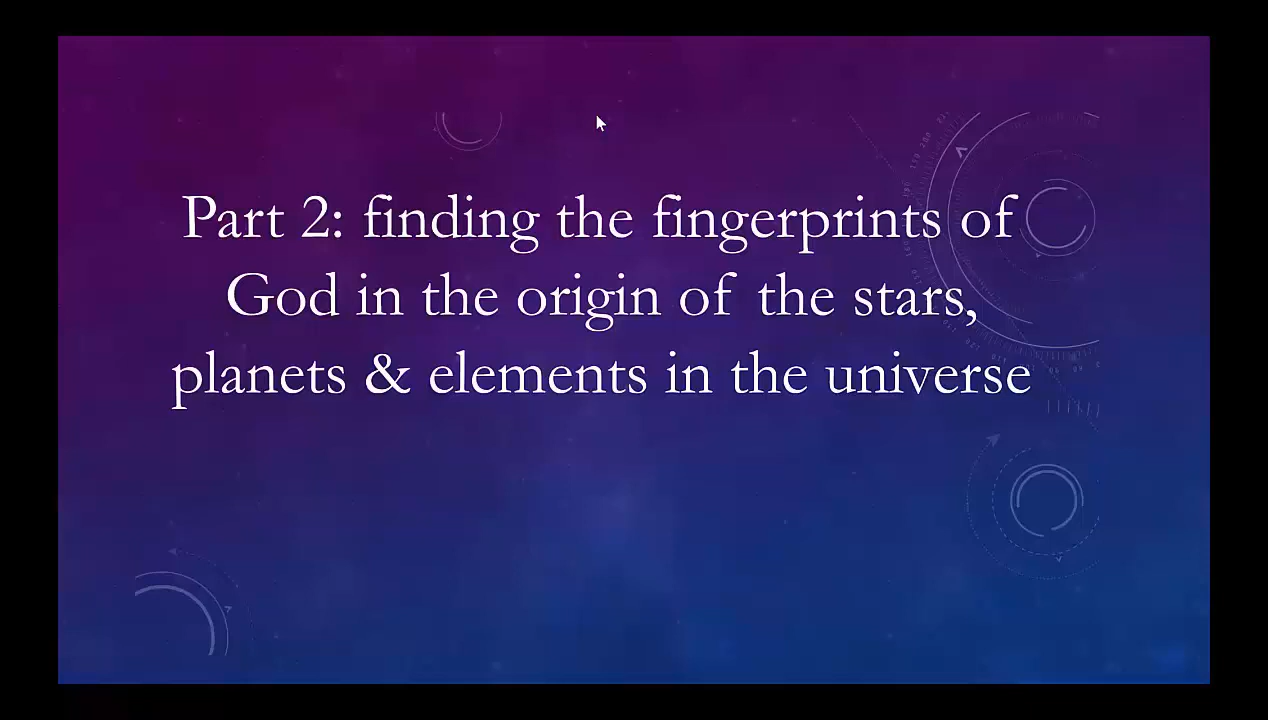 Part 2: finding the fingerprints of
God in the origin of the stars,
planets & elements in the universe